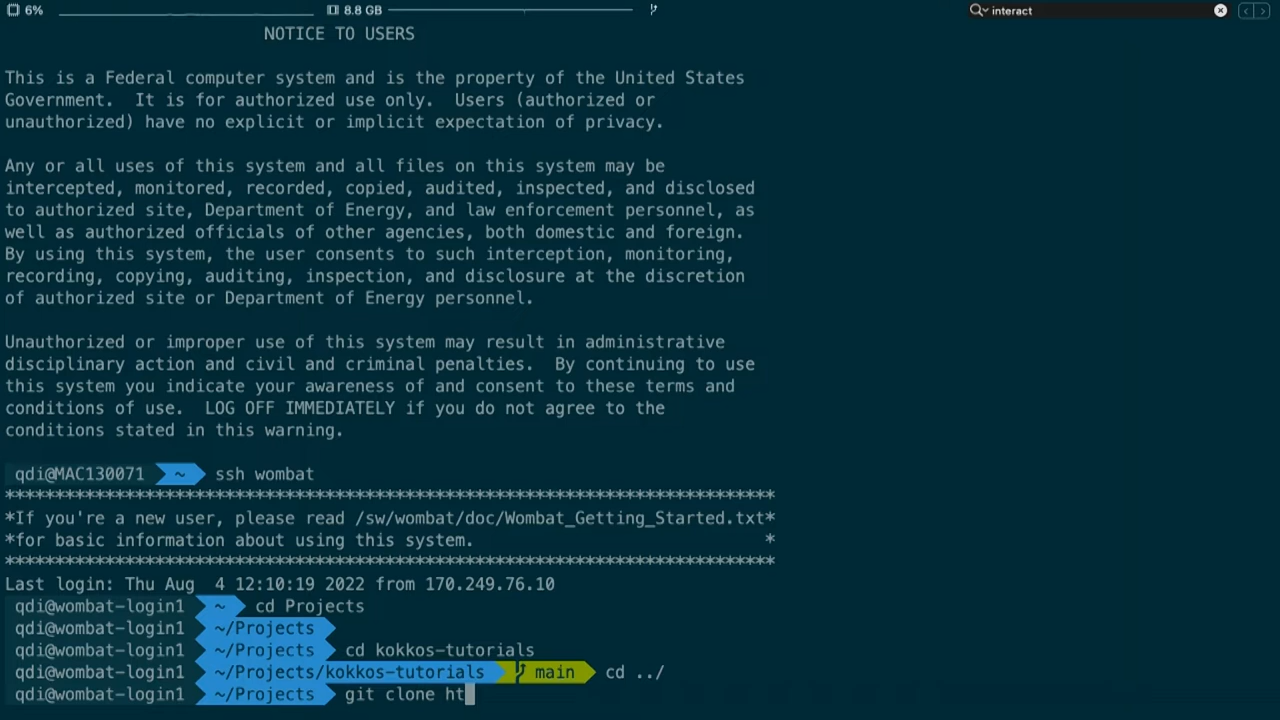 6% 8.8 GB interact
NOTICE TO USERS
This is a Federal computer system and is the property of the United States
Government.  It is for authorized use only.  Users (authorized or
unauthorized) have no explicit or implicit expectation of privacy.
Any or all uses of this system and all files on this system may be
intercepted, monitored, recorded, copied, audited, inspected, and disclosed
to authorized site, Department of Energy, and law enforcement personnel, as
well as authorized officials of other agencies, both domestic and foreign.
By using this system, the user consents to such interception, monitoring,
recording, copying, auditing, inspection, and disclosure at the discretion
of authorized site or Department of Energy personnel.
Unauthorized or improper use of this system may result in administrative
disciplinary action and civil and criminal penalties.  By continuing to use
this system you indicate your awareness of and consent to these terms and
conditions of use.  LOG OFF IMMEDIATELY if you do not agree to the
conditions stated in this warning.
qdi@MAC130071 ~ ssh wombat
*****************************************************************************
*If you're a new user, please read /sw/wombat/doc/Wombat_Getting_Started.txt*
*for basic information about using this system.                             *
*****************************************************************************
Last login: Thu Aug  4 12:10:19 2022 from 170.249.76.10
qdi@wombat-login1 ~ cd Projects
qdi@wombat-login1 ~/Projects
qdi@wombat-login1 ~/Projects cd kokkos-tutorials
qdi@wombat-login1 ~/Projects/kokkos-tutorials main cd ../
qdi@wombat-login1 ~/Projects git clone ht